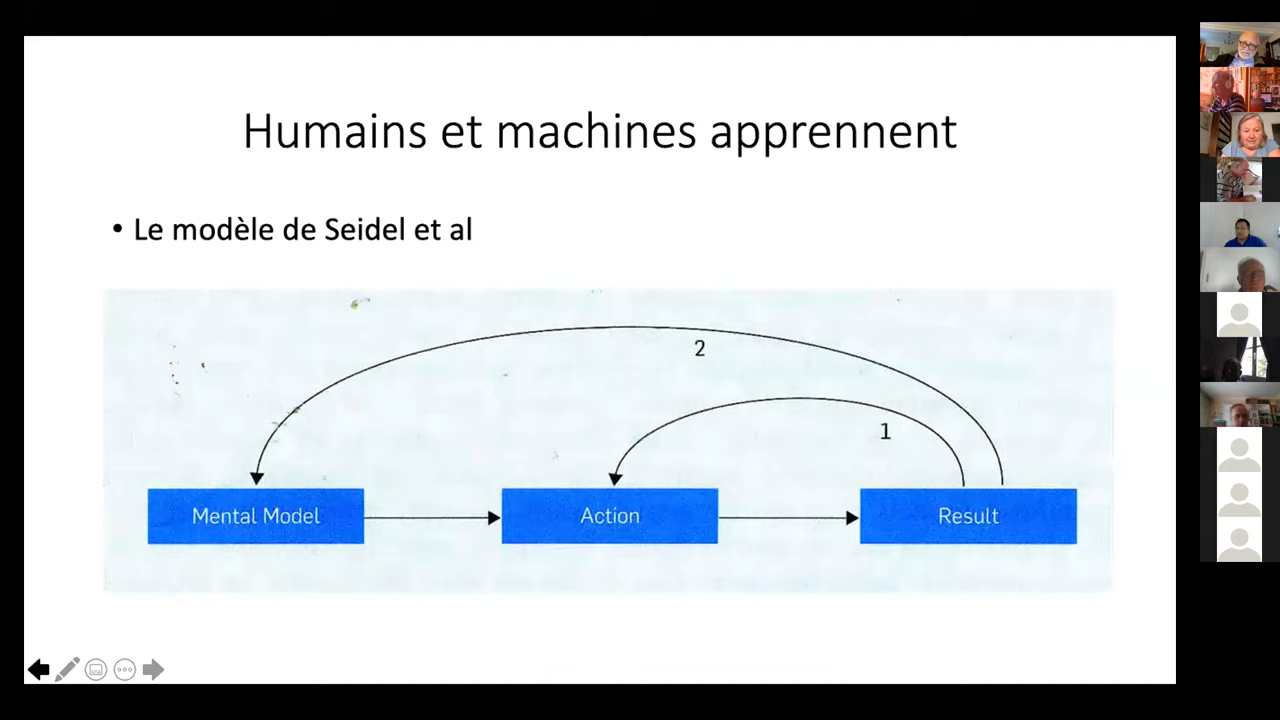 Humains et machines apprennent
• Le modèle de Seidel et al
2
1
Mental Model
Action
Result